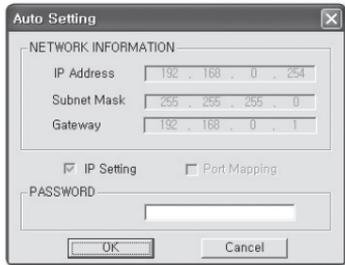 Auto Setting
NETWORK INFORMATION
IP Address 192 . 168 . 0 . 254
Subnet Mask 255 . 255 . 255 . 0
Gateway 192 . 168 . 0 . 1
IP Setting Port Mapping
PASSWORD
OK Cancel